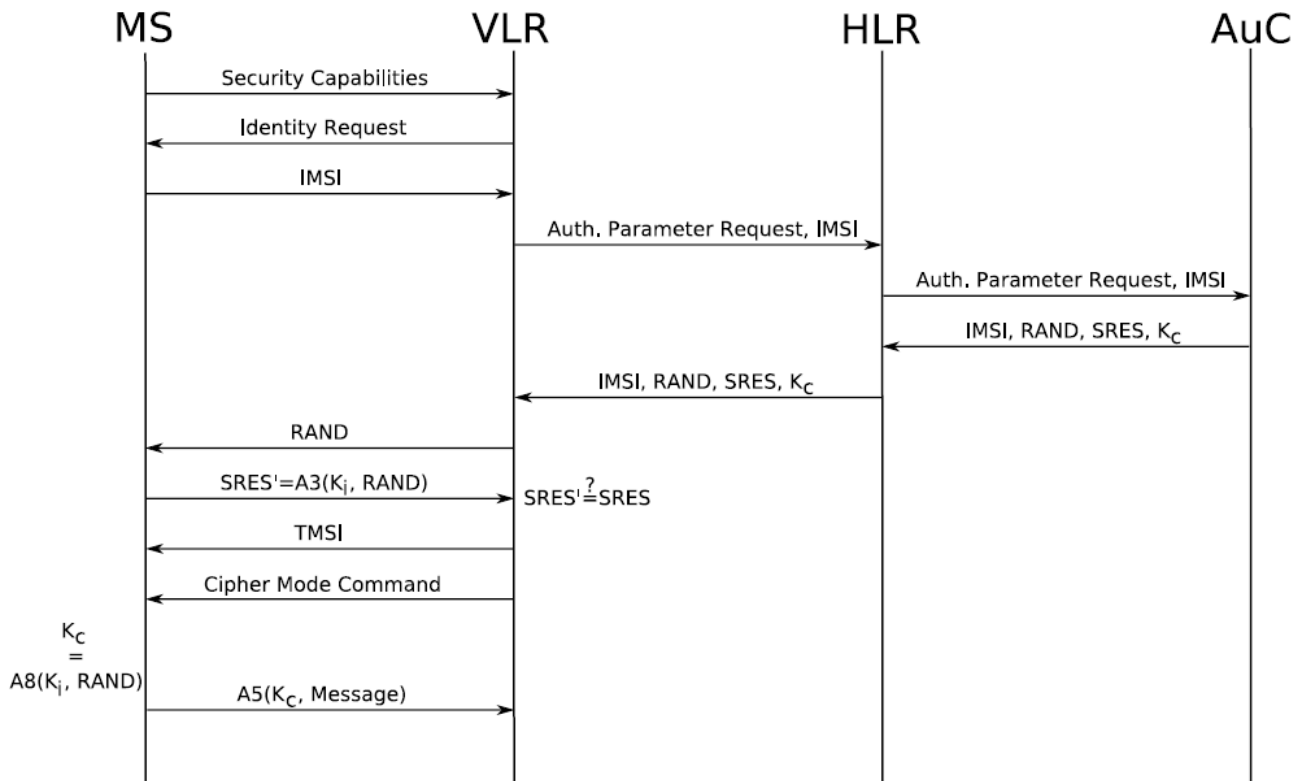 MS VLR HLR AuC
Security Capabilities
Identity Request
IMSI
Auth. Parameter Request, IMSI
Auth. Parameter Request, IMSI
IMSI, RAND, SRES, Kc
IMSI, RAND, SRES, Kc
RAND
SRES'=A3(Ki, RAND)
?
SRES'=SRES
TMSI
Cipher Mode Command
Kc
=
A8(Ki, RAND)
A5(Kc, Message)